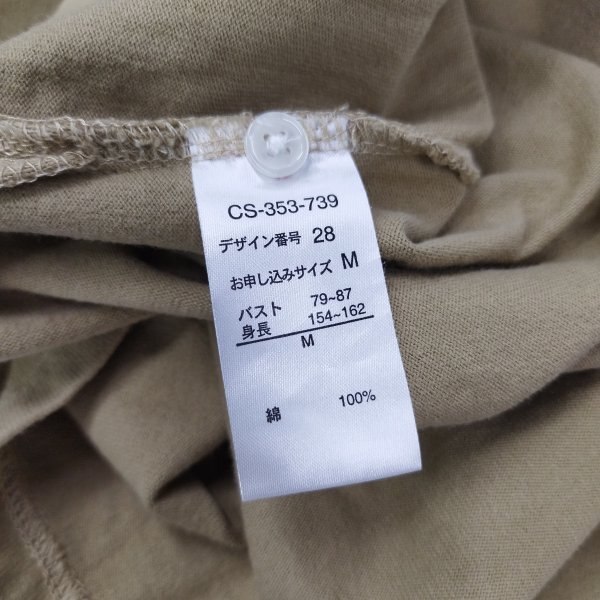 CS-353-739
デザイン番号 28
お申し込みサイズ M
バスト 79~87
身長 154~162
M
綿 100%